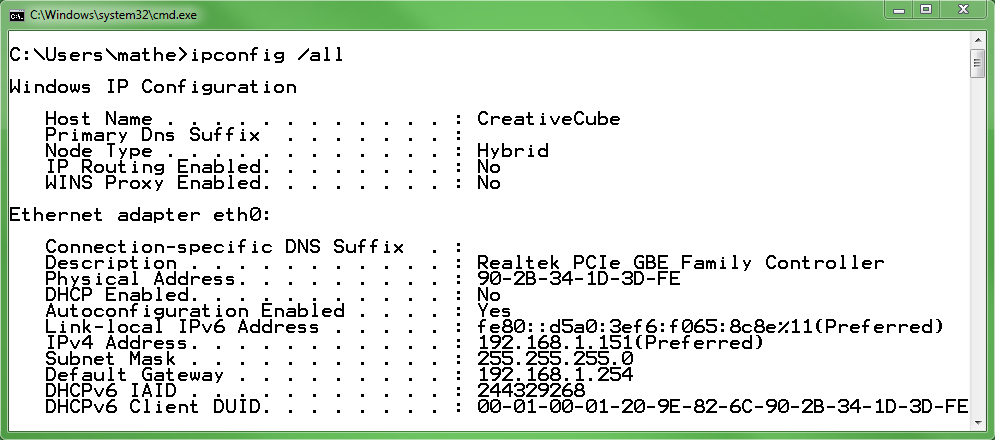 C:\Windows\system32\cmd.exe
C:\Users\mathe>ipconfig /all
Windows IP Configuration
Host Name . . . . . . . . . . . . : CreativeCube
Primary Dns Suffix  . . . . . . . :
Node Type . . . . . . . . . . . . : Hybrid
IP Routing Enabled. . . . . . . . : No
WINS Proxy Enabled. . . . . . . . : No
Ethernet adapter eth0:
Connection-specific DNS Suffix  . :
Description . . . . . . . . . . . : Realtek PCIe GBE Family Controller
Physical Address. . . . . . . . . : 90-2B-34-1D-3D-FE
DHCP Enabled. . . . . . . . . . . : No
Autoconfiguration Enabled . . . . : Yes
Link-local IPv6 Address . . . . . : fe80::d5a0:3ef6:f065:8c8e%11(Preferred)
IPv4 Address. . . . . . . . . . . : 192.168.1.151(Preferred)
Subnet Mask . . . . . . . . . . . : 255.255.255.0
Default Gateway . . . . . . . . . : 192.168.1.254
DHCPv6 IAID . . . . . . . . . . . : 244329268
DHCPv6 Client DUID. . . . . . . . : 00-01-00-01-20-9E-82-6C-90-2B-34-1D-3D-FE